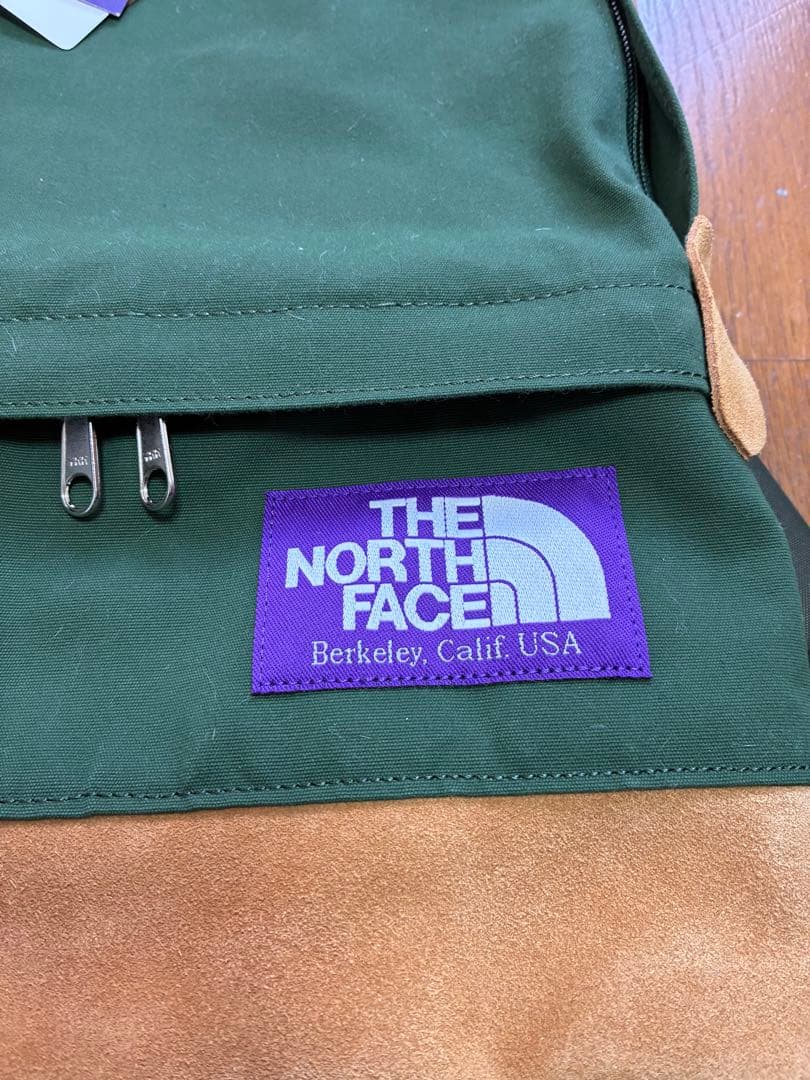 THE
NORTH
FACE
Berkeley, Calif. USA